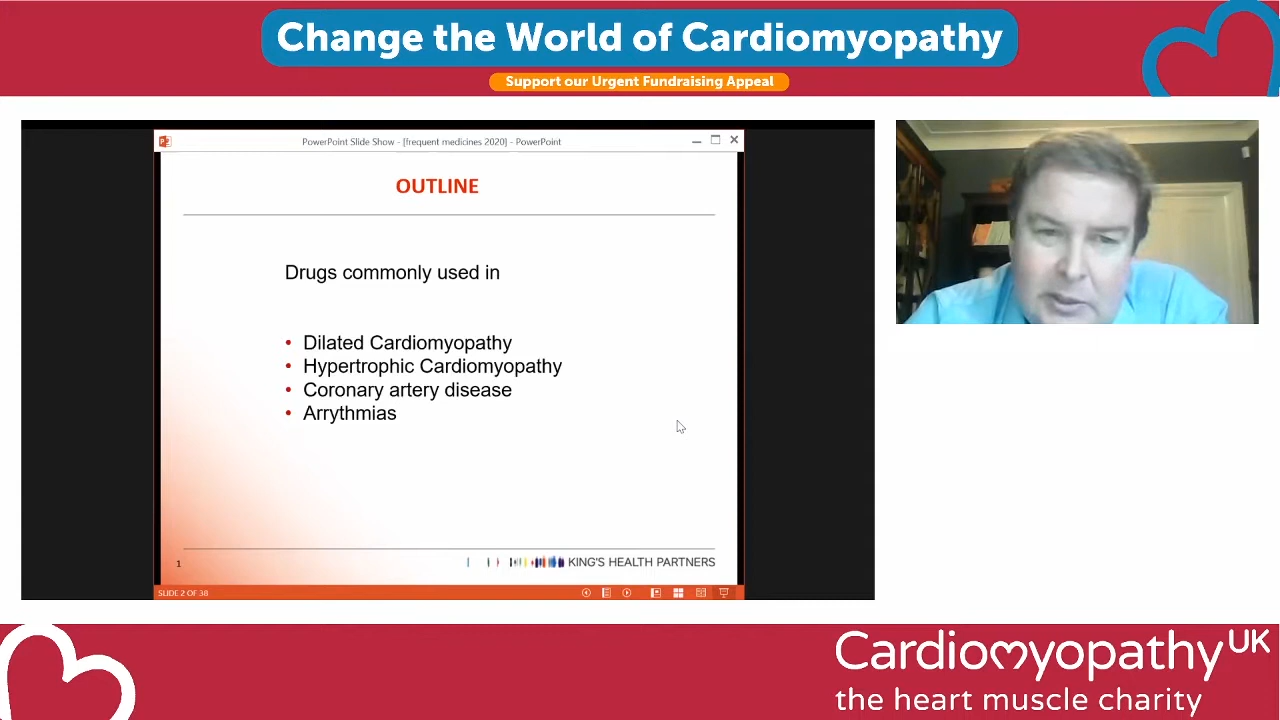 Change the World of Cardiomyopathy
Support our Urgent Fundraising Appeal
PowerPoint Slide Show - [frequent medicines 2020] - PowerPoint
OUTLINE
Drugs commonly used in
• Dilated Cardiomyopathy
• Hypertrophic Cardiomyopathy
• Coronary artery disease
• Arrythmias
1
KING'S HEALTH PARTNERS
SLIDE 2 OF 38
Cardiomyopathy UK
the heart muscle charity